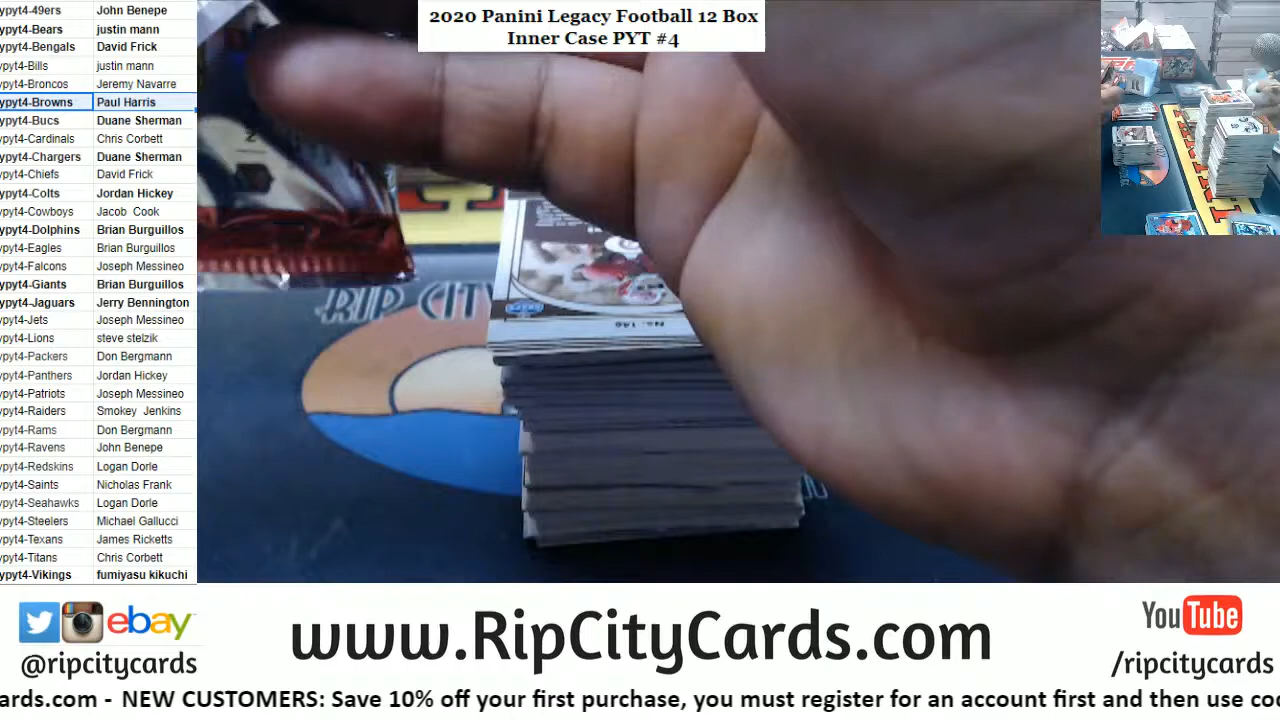 2020 Panini Legacy Football 12 Box
Inner Case PYT #4
ypyt4-49ers John Benepe
ypyt4-Bears justin mann
ypyt4-Bengals David Frick
ypyt4-Bills justin mann
ypyt4-Broncos Jeremy Navarre
ypyt4-Browns Paul Harris
ypyt4-Bucs Duane Sherman
ypyt4-Cardinals Chris Corbett
ypyt4-Chargers Duane Sherman
ypyt4-Chiefs David Frick
ypyt4-Colts Jordan Hickey
ypyt4-Cowboys Jacob Cook
ypyt4-Dolphins Brian Burguillos
ypyt4-Eagles Brian Burguillos
ypyt4-Falcons Joseph Messineo
ypyt4-Giants Brian Burguillos
ypyt4-Jaguars Jerry Bennington
ypyt4-Jets Joseph Messineo
ypyt4-Lions steve stelzik
ypyt4-Packers Don Bergmann
ypyt4-Panthers Jordan Hickey
ypyt4-Patriots Joseph Messineo
ypyt4-Raiders Smokey Jenkins
ypyt4-Rams Don Bergmann
ypyt4-Ravens John Benepe
ypyt4-Redskins Logan Dorle
ypyt4-Saints Nicholas Frank
ypyt4-Seahawks Logan Dorle
ypyt4-Steelers Michael Gallucci
ypyt4-Texans James Ricketts
ypyt4-Titans Chris Corbett
ypyt4-Vikings fumiyasu kikuchi
RIP CITY
No. 146
ebay
@ripcitycards
www.RipCityCards.com
YouTube
/ripcitycards
cards.com - NEW CUSTOMERS: Save 10% off your first purchase, you must register for an account first and then use co